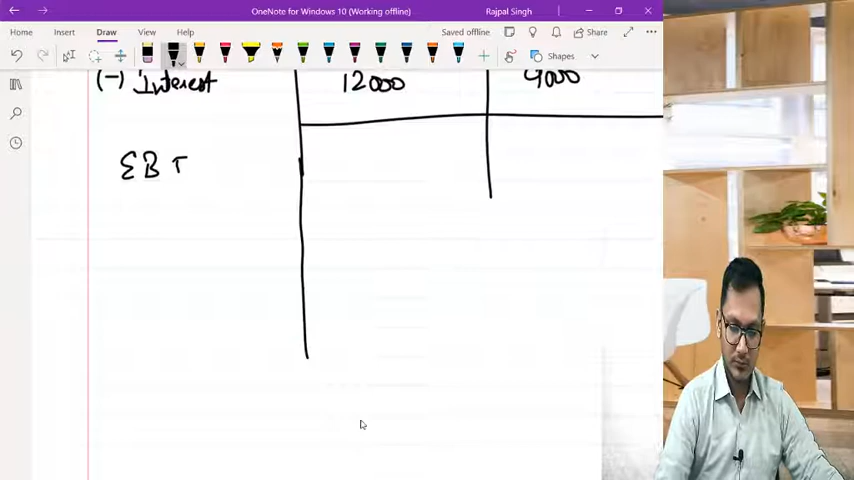 OneNote for Windows 10 (Working offline)
Rajpal Singh
Home Insert Draw View Help Saved offline Share
Shapes
(-) Interest 12000 9000
EBT